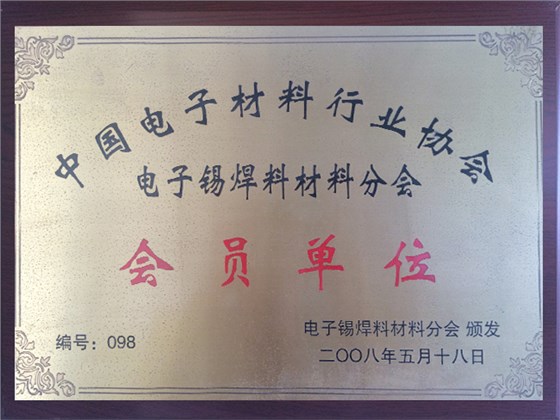 中国电子材料行业协会
电子锡焊料材料分会
会员单位
编号：098
电子锡焊料材料分会 颁发
二〇〇八年五月十八日